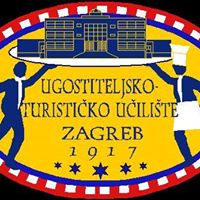 UGOSTITELJSKO-
TURISTIČKO UČILIŠTE
ZAGREB
1917